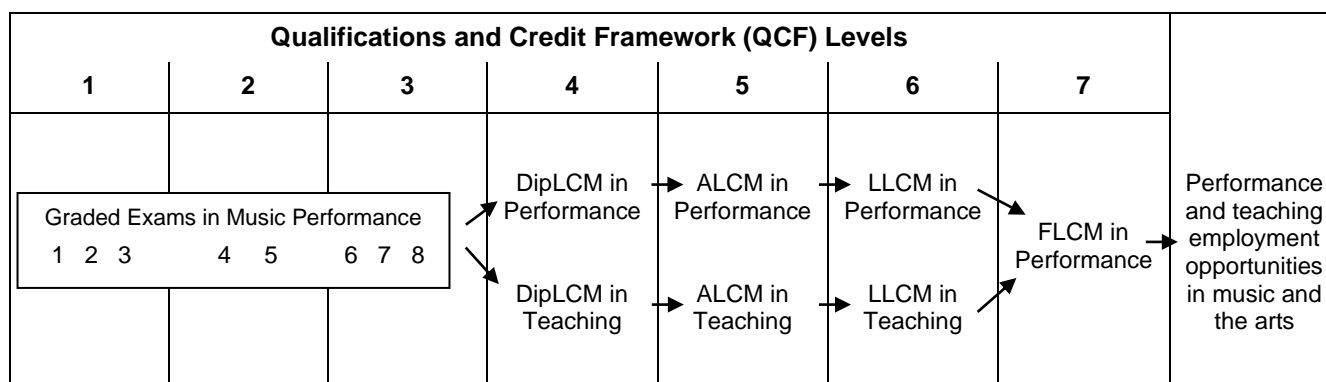 Qualifications and Credit Framework (QCF) Levels
1 2 3 4 5 6 7
Graded Exams in Music Performance
1 2 3 4 5 6 7 8
DipLCM in
Performance
ALCM in
Performance
LLCM in
Performance
DipLCM in
Teaching
ALCM in
Teaching
LLCM in
Teaching
FLCM in
Performance
Performance
and teaching
employment
opportunities
in music and
the arts